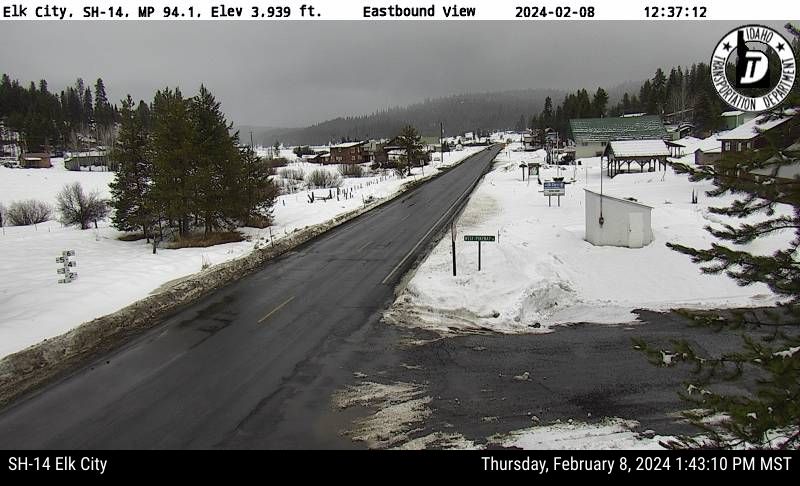 Elk City, SH-14, MP 94.1, Elev 3,939 ft. Eastbound View 2024-02-08 12:37:12
IDAHO
TRANSPORTATION DEPARTMENT
SH-14 Elk City Thursday, February 8, 2024 1:43:10 PM MST